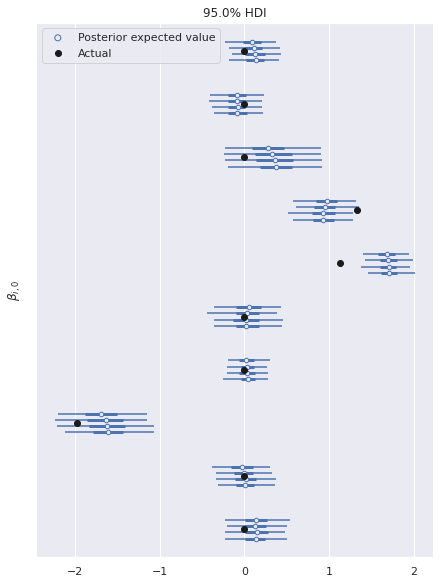 95.0% HDI
Posterior expected value
Actual
β_{i,0}
−2 −1 0 1 2